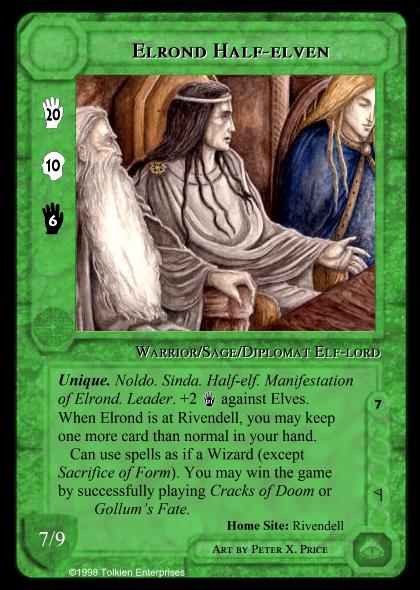 Elrond Half-elven
20
10
6
Warrior/Sage/Diplomat Elf-lord
Unique. Noldo. Sinda. Half-elf. Manifestation
of Elrond. Leader. +2 against Elves.
When Elrond is at Rivendell, you may keep
one more card than normal in your hand.
Can use spells as if a Wizard (except
Sacrifice of Form). You may win the game
by successfully playing Cracks of Doom or
Gollum's Fate.
7
Home Site: Rivendell
7/9
Art by Peter X. Price
©1998 Tolkien Enterprises